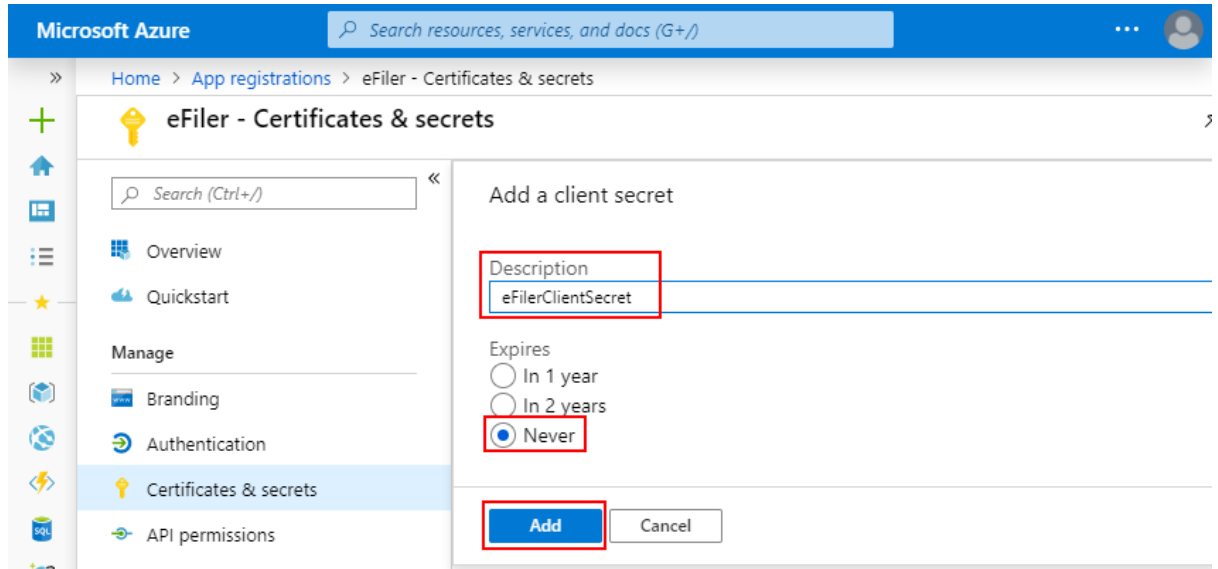 Microsoft Azure
Search resources, services, and docs (G+/)
Home > App registrations > eFiler - Certificates & secrets
eFiler - Certificates & secrets
Search (Ctrl+/)
Overview
Quickstart
Manage
Branding
Authentication
Certificates & secrets
API permissions
Add a client secret
Description
eFilerClientSecret
Expires
In 1 year
In 2 years
Never
Add
Cancel
SQL
www